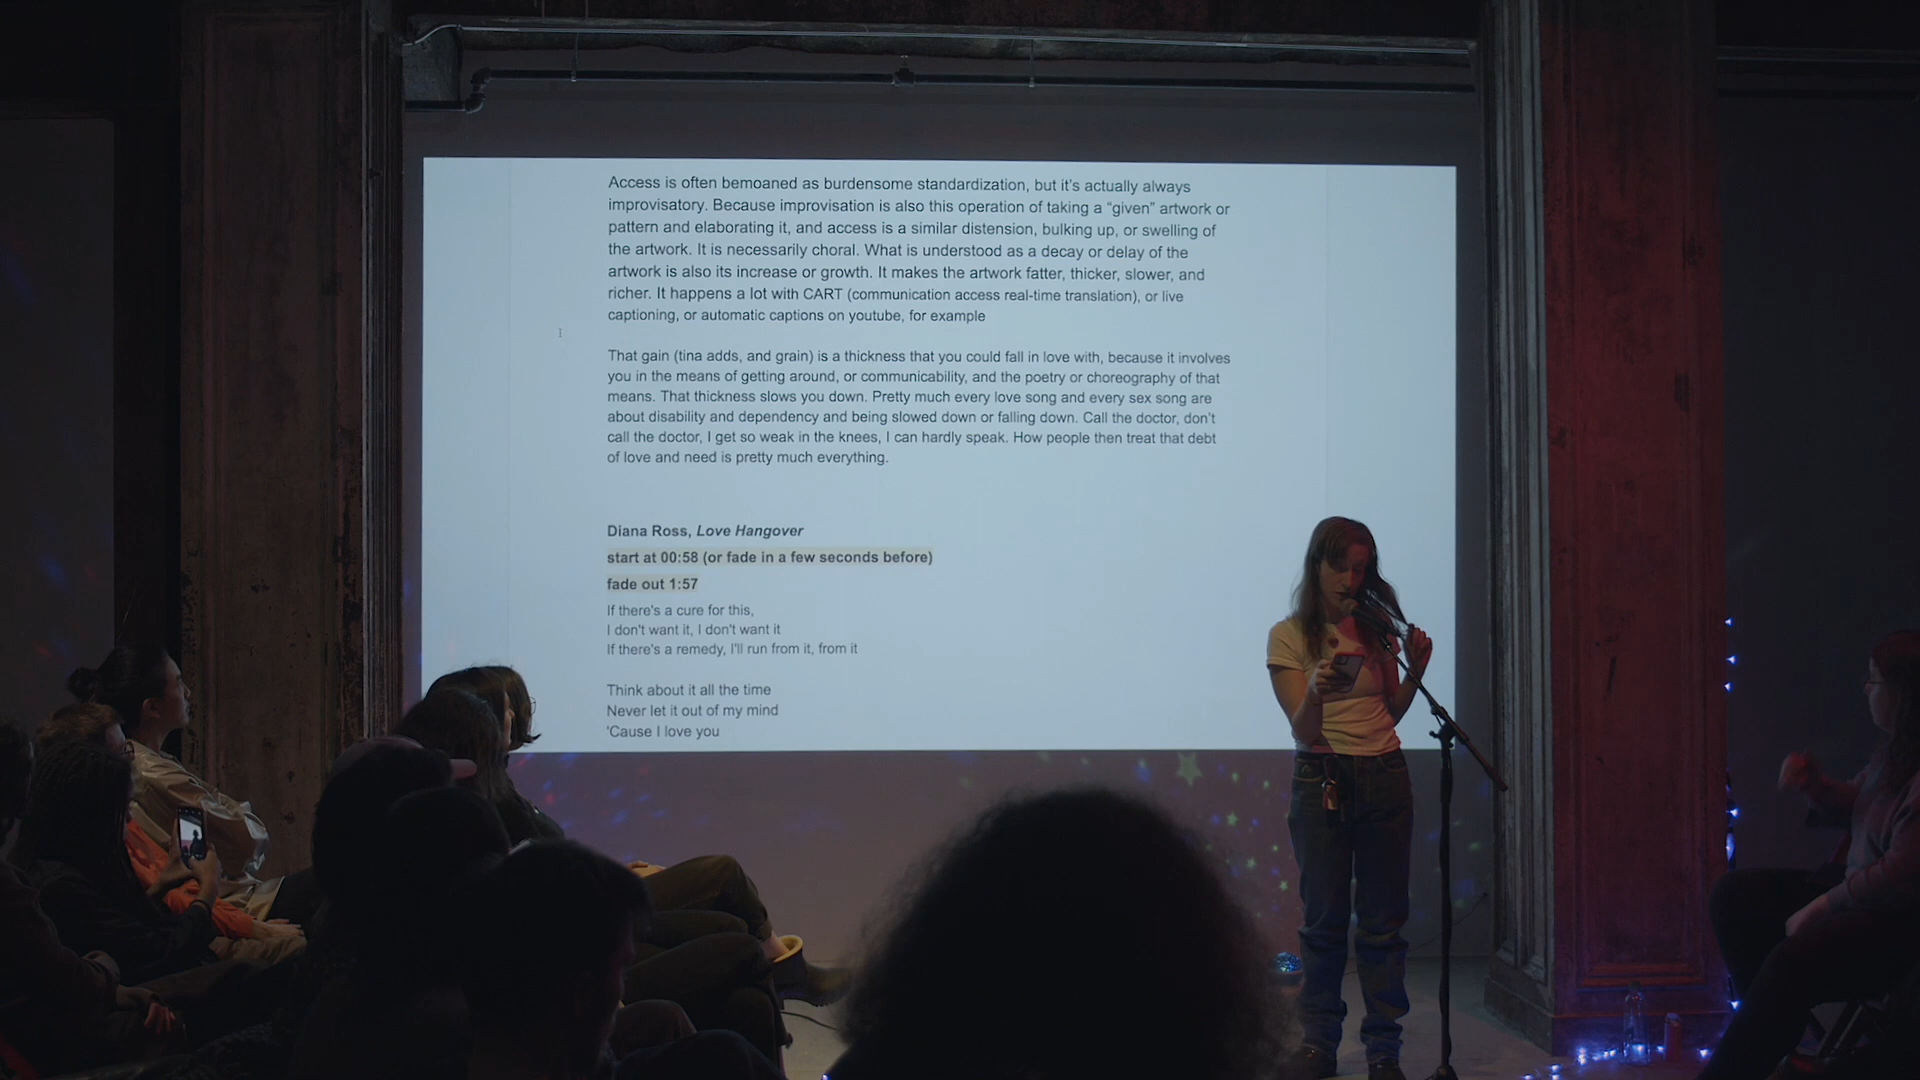 Access is often bemoaned as burdensome standardization, but it's actually always
improvisatory. Because improvisation is also this operation of taking a “given” artwork or
pattern and elaborating it, and access is a similar distension, bulking up, or swelling of
the artwork. It is necessarily choral. What is understood as a decay or delay of the
artwork is also its increase or growth. It makes the artwork fatter, thicker, slower, and
richer. It happens a lot with CART (communication access real-time translation), or live
captioning, or automatic captions on youtube, for example
That gain (tina adds, and grain) is a thickness that you could fall in love with, because it involves
you in the means of getting around, or communicability, and the poetry or choreography of that
means. That thickness slows you down. Pretty much every love song and every sex song are
about disability and dependency and being slowed down or falling down. Call the doctor, don't
call the doctor, I get so weak in the knees, I can hardly speak. How people then treat that debt
of love and need is pretty much everything.
Diana Ross, Love Hangover
start at 00:58 (or fade in a few seconds before)
fade out 1:57
If there's a cure for this,
I don't want it, I don't want it
If there's a remedy, I'll run from it, from it
Think about it all the time
Never let it out of my mind
'Cause I love you